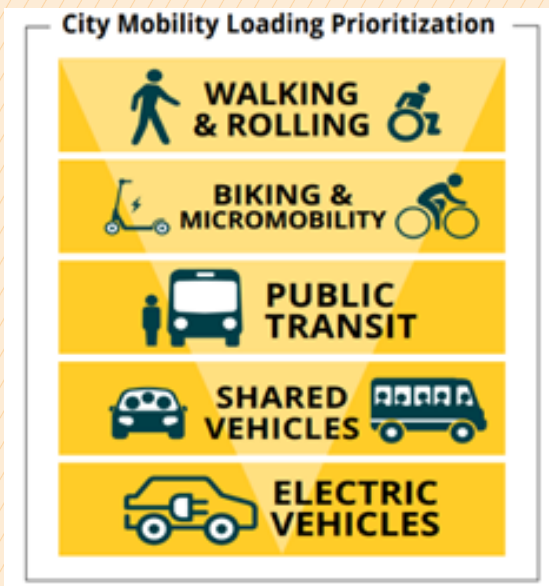 City Mobility Loading Prioritization
WALKING
& ROLLING
BIKING &
MICROMOBILITY
PUBLIC
TRANSIT
SHARED
VEHICLES
ELECTRIC
VEHICLES